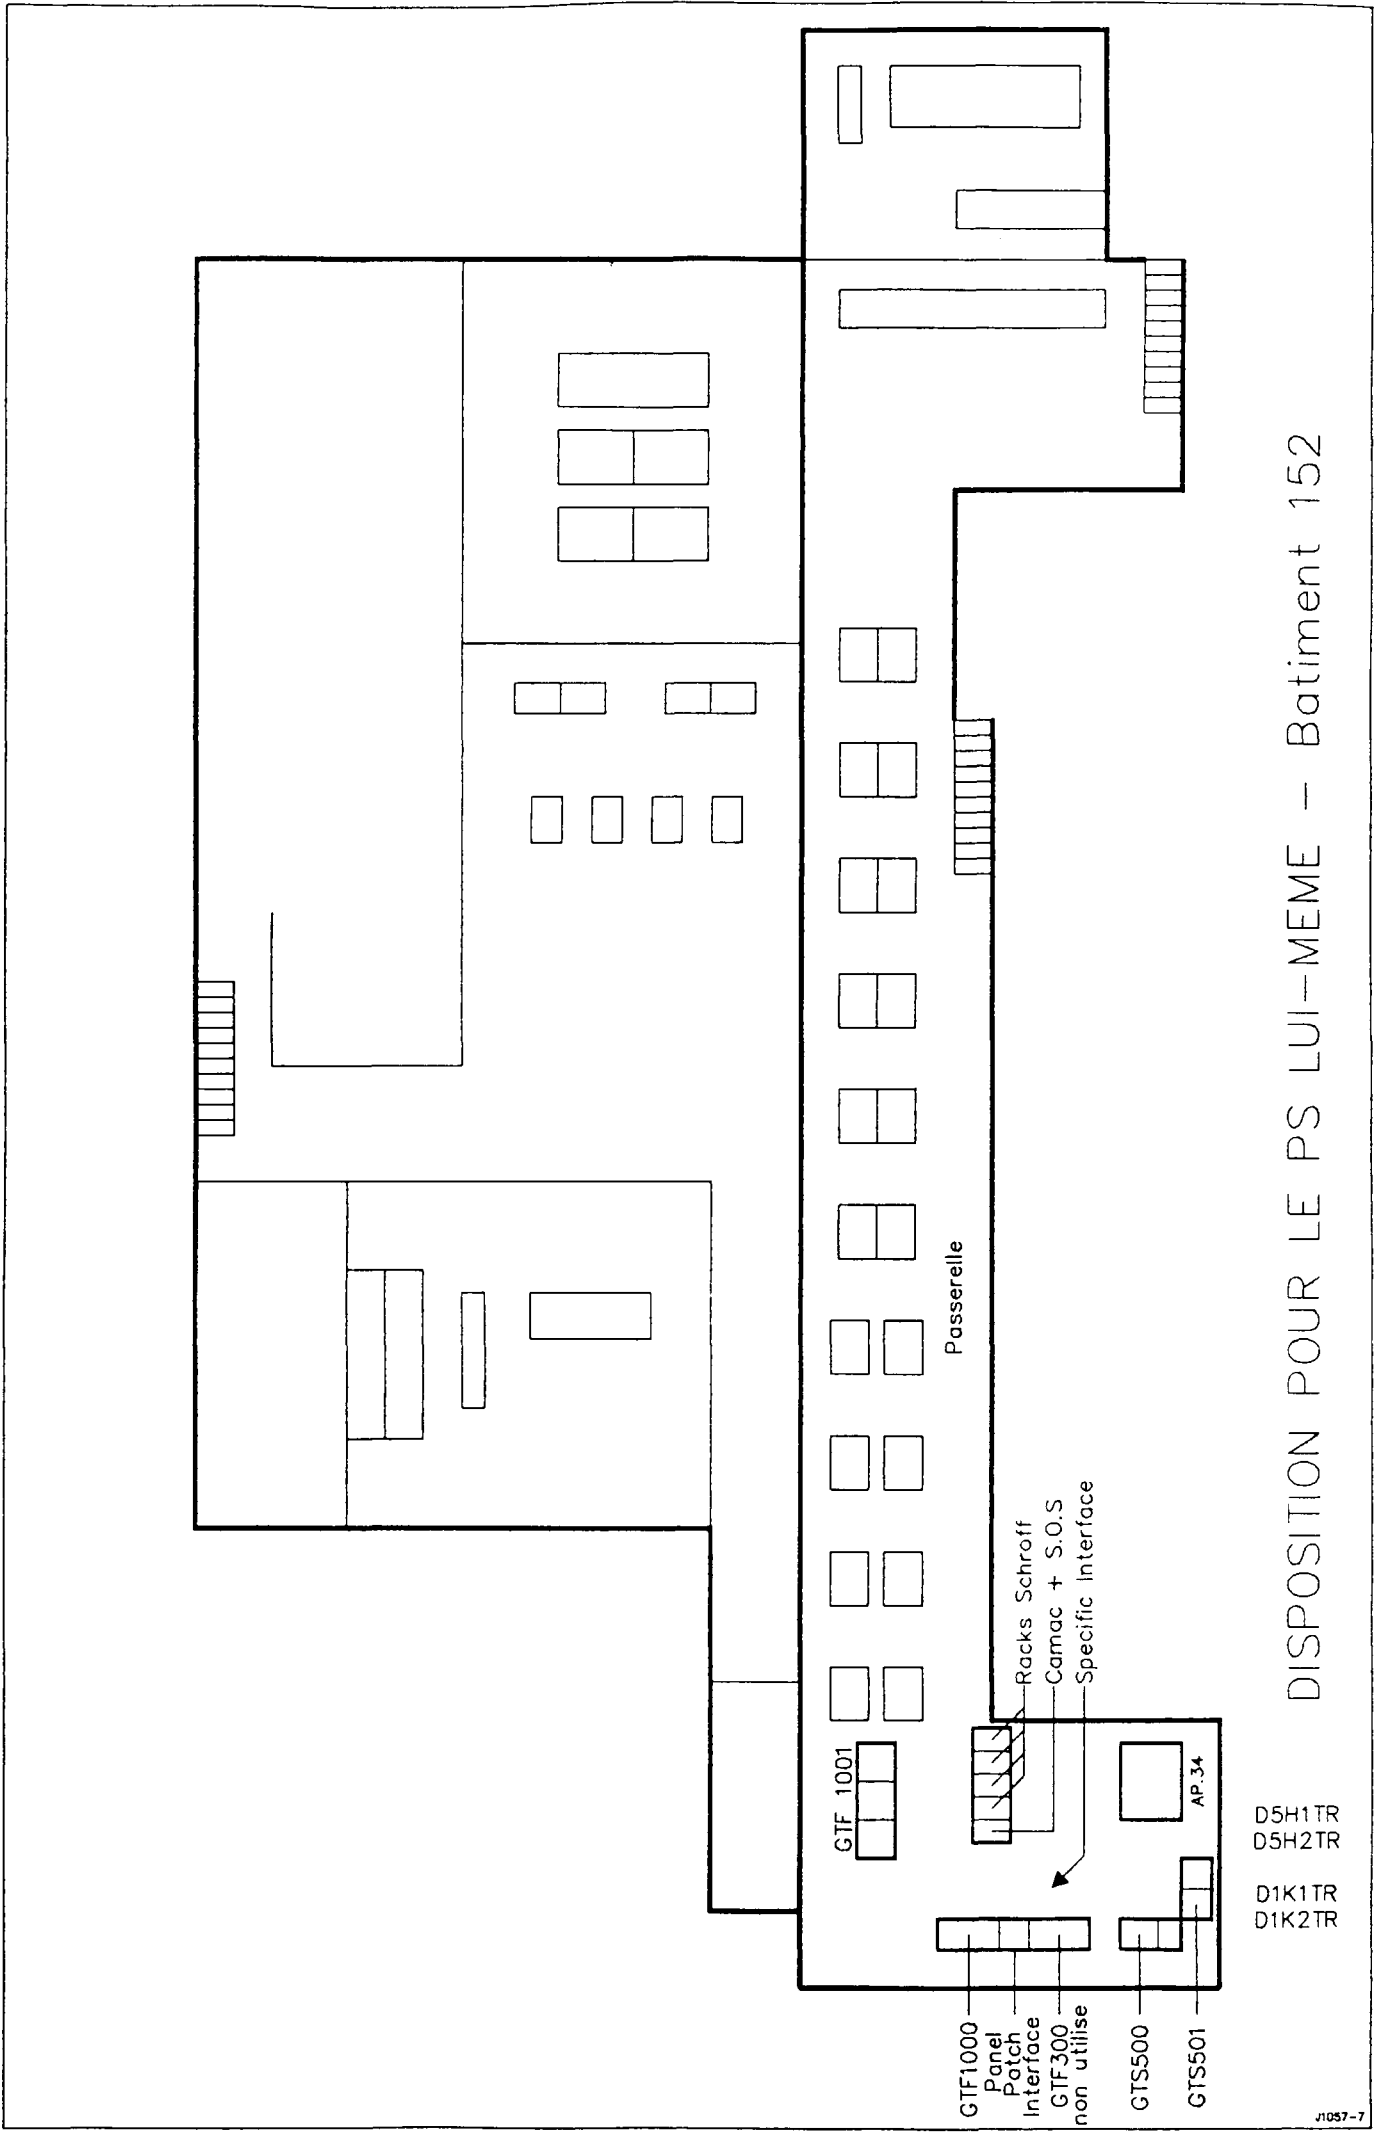 GTF 1001
Passerelle
Racks Schroff
Camac + S.O.S
Specific Interface
AP.34
GTF1000
Panel
Patch
Interface
GTF300
non utilise
GTS500
GTS501
D5H1TR
D5H2TR
D1K1TR
D1K2TR
DISPOSITION POUR LE PS LUI-MEME - Batiment 152
J1057-7